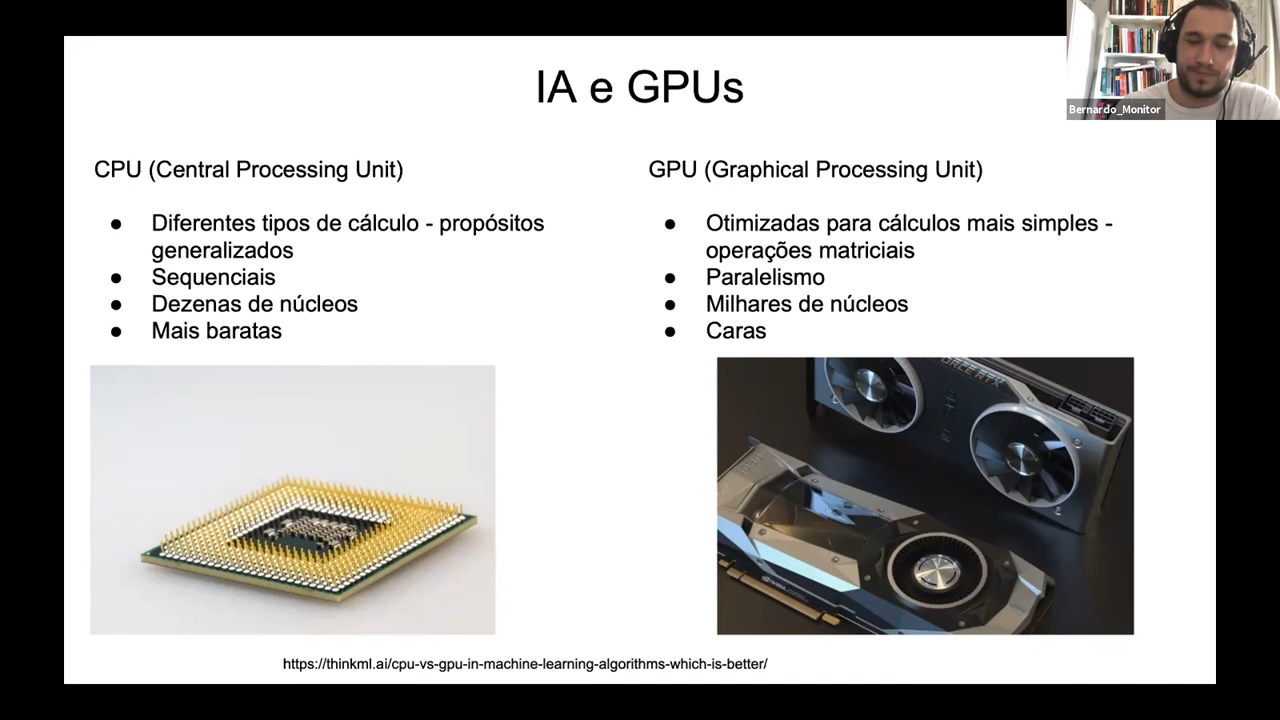 IA e GPUs
Bernardo_Monitor
CPU (Central Processing Unit)
● Diferentes tipos de cálculo - propósitos
generalizados
● Sequenciais
● Dezenas de núcleos
● Mais baratas
GPU (Graphical Processing Unit)
● Otimizadas para cálculos mais simples -
operações matriciais
● Paralelismo
● Milhares de núcleos
● Caras
https://thinkml.ai/cpu-vs-gpu-in-machine-learning-algorithms-which-is-better/